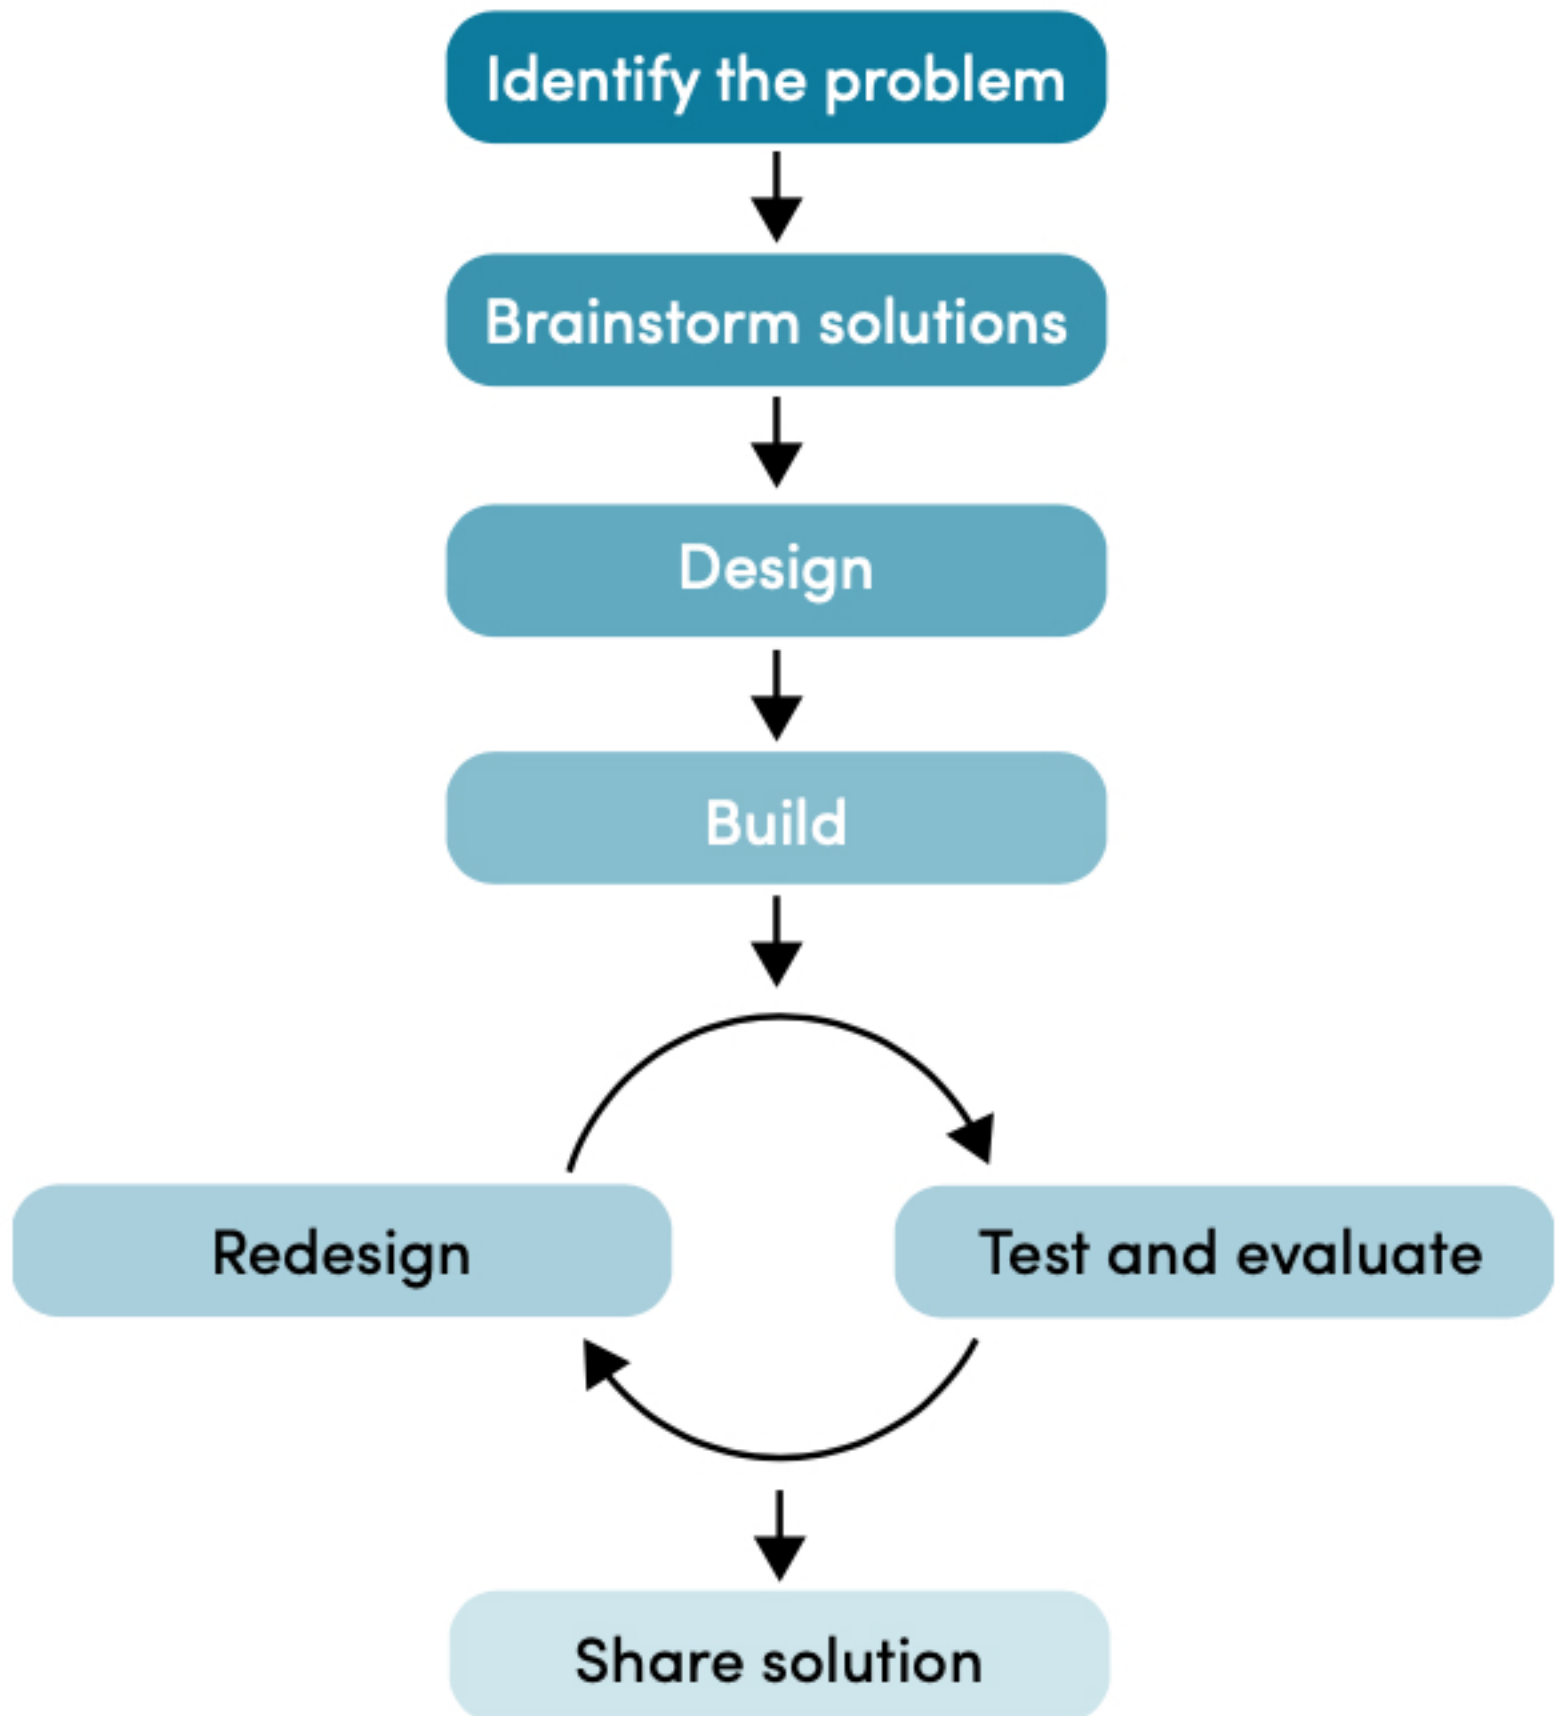 Identify the problem
Brainstorm solutions
Design
Build
Redesign
Test and evaluate
Share solution